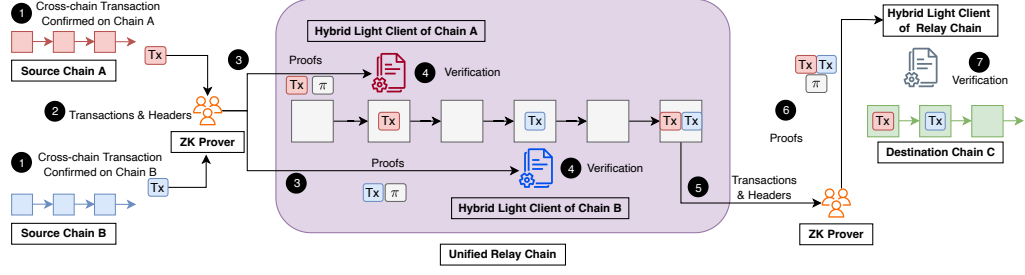 1
Cross-chain Transaction
Confirmed on Chain A
Tx
Source Chain A
2
Transactions & Headers
ZK Prover
1
Cross-chain Transaction
Confirmed on Chain B
Tx
Source Chain B
3
Hybrid Light Client of Chain A
Proofs
Tx π
4
Verification
Tx
Tx
Tx Tx
3
Proofs
Tx π
4
Verification
Hybrid Light Client of Chain B
Unified Relay Chain
5
Transactions
& Headers
ZK Prover
6
Tx Tx
π
Proofs
Hybrid Light Client
of Relay Chain
7
Verification
Tx
Tx
Destination Chain C